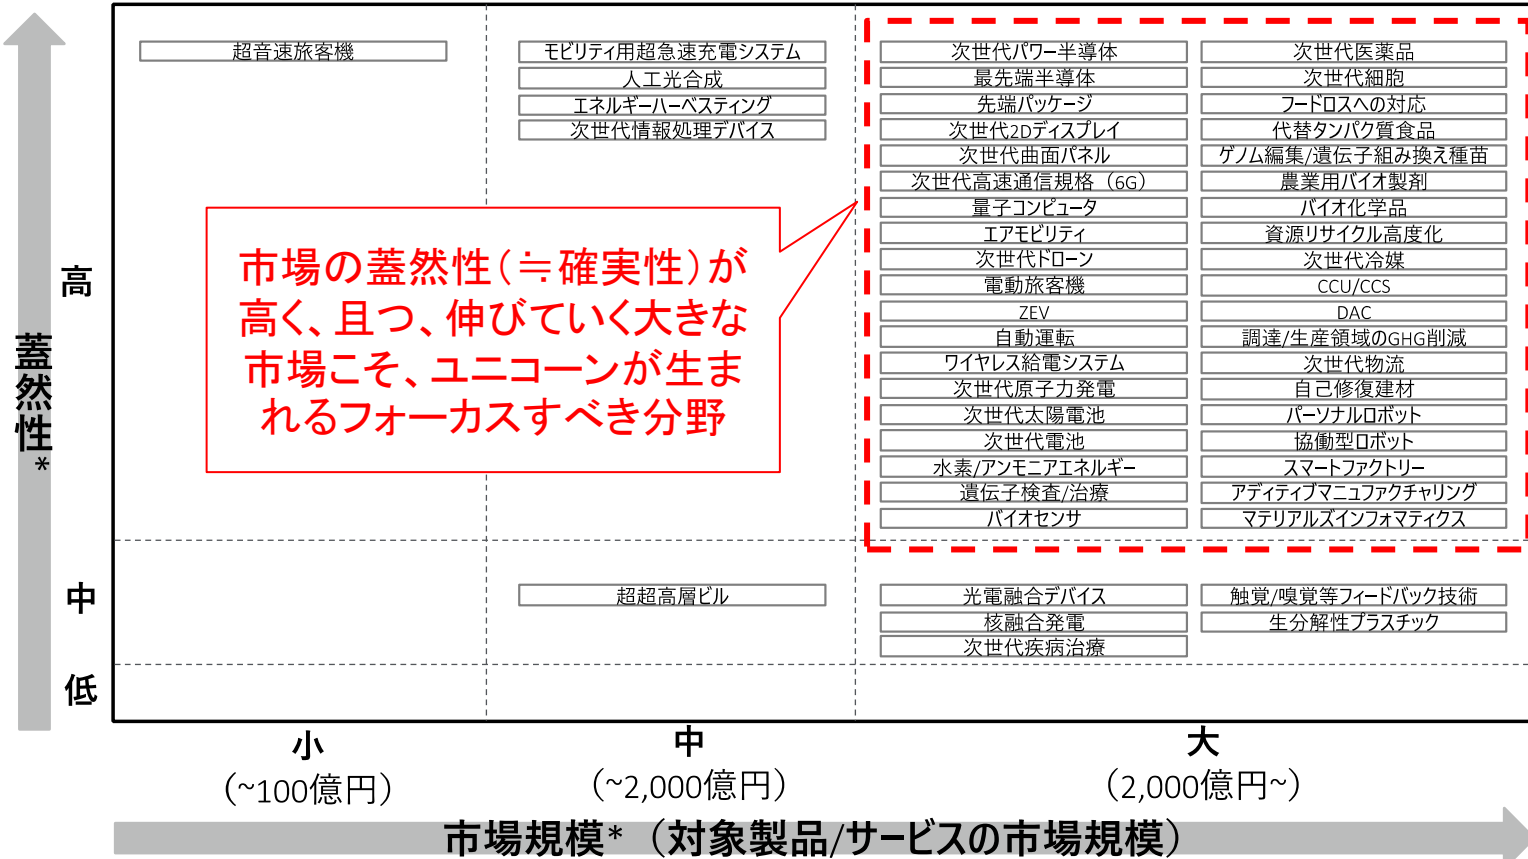 超音速旅客機
モビリティ用超急速充電システム
人工光合成
エネルギーハーベスティング
次世代情報処理デバイス
次世代パワー半導体
最先端半導体
先端パッケージ
次世代2Dディスプレイ
次世代曲面パネル
次世代高速通信規格（6G）
量子コンピュータ
エアモビリティ
次世代ドローン
電動旅客機
ZEV
自動運転
ワイヤレス給電システム
次世代原子力発電
次世代太陽電池
次世代電池
水素/アンモニアエネルギー
遺伝子検査/治療
バイオセンサ
次世代医薬品
次世代細胞
フードロスへの対応
代替タンパク質食品
ゲノム編集/遺伝子組み換え種苗
農業用バイオ製剤
バイオ化学品
資源リサイクル高度化
次世代冷媒
CCU/CCS
DAC
調達/生産領域のGHG削減
次世代物流
自己修復建材
パーソナルロボット
協働型ロボット
スマートファクトリー
アディティブマニュファクチャリング
マテリアルズインフォマティクス
市場の蓋然性（≒確実性）が
高く、且つ、伸びていく大きな
市場こそ、ユニコーンが生ま
れるフォーカスすべき分野
高
蓋然性*
中
超超高層ビル
光電融合デバイス
核融合発電
次世代疾病治療
触覚/嗅覚等フィードバック技術
生分解性プラスチック
低
小
（~100億円）
中
（~2,000億円）
大
（2,000億円~）
市場規模*（対象製品/サービスの市場規模）